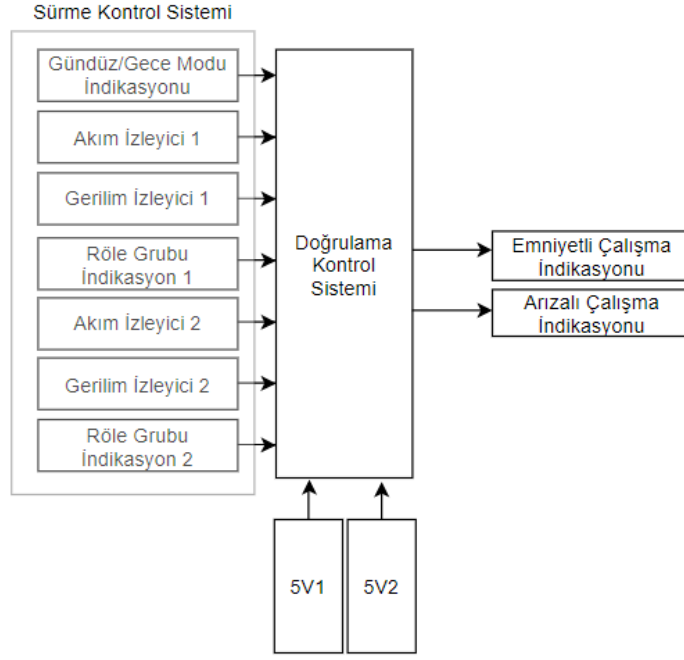 Sürme Kontrol Sistemi
Gündüz/Gece Modu
İndikasyonu
Akım İzleyici 1
Gerilim İzleyici 1
Röle Grubu
İndikasyon 1
Akım İzleyici 2
Gerilim İzleyici 2
Röle Grubu
İndikasyon 2
Doğrulama
Kontrol
Sistemi
Emniyetli Çalışma
İndikasyonu
Arızalı Çalışma
İndikasyonu
5V1
5V2